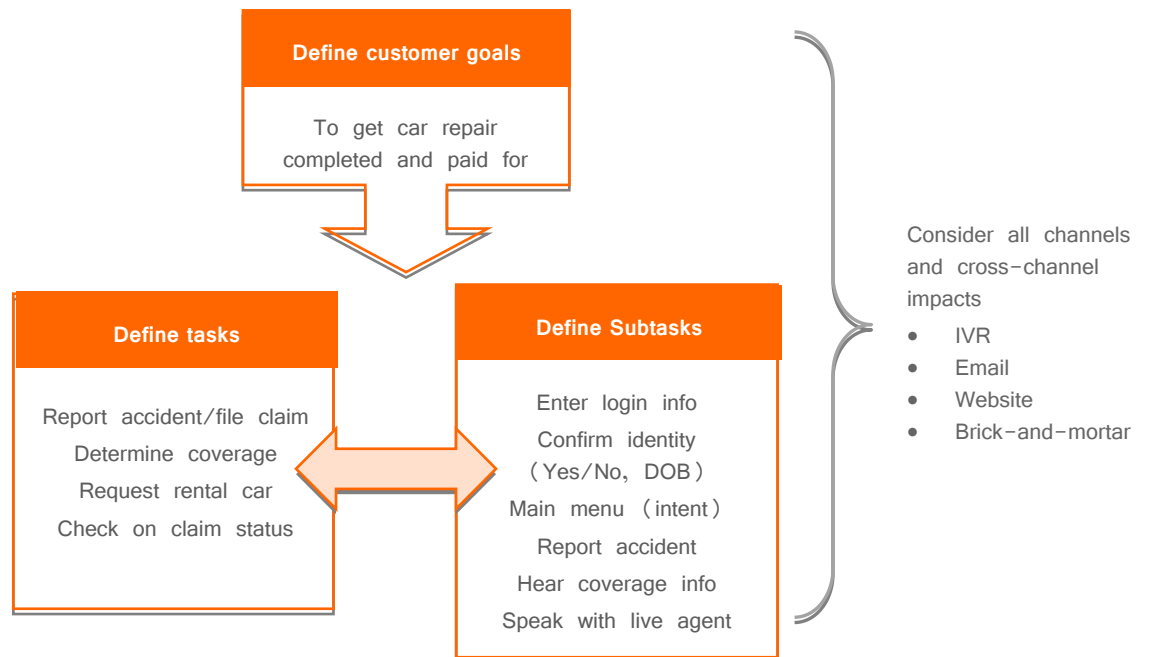 Define customer goals
To get car repair
completed and paid for
Define tasks
Report accident/file claim
Determine coverage
Request rental car
Check on claim status
Define Subtasks
Enter login info
Confirm identity
(Yes/No, DOB)
Main menu (intent)
Report accident
Hear coverage info
Speak with live agent
Consider all channels
and cross-channel
impacts
• IVR
• Email
• Website
• Brick-and-mortar